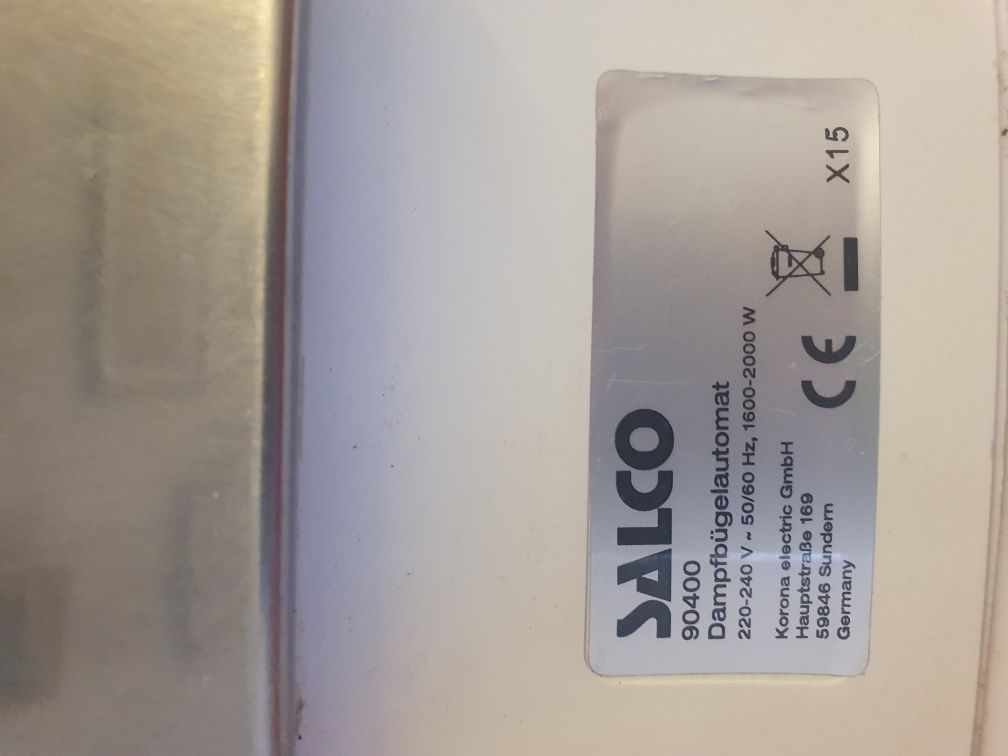 SALCO
90400
Dampfbügelautomat
220-240 V ~ 50/60 Hz, 1600-2000 W
Korona electric GmbH
Hauptstraße 169
59846 Sundern
Germany
CE
X15